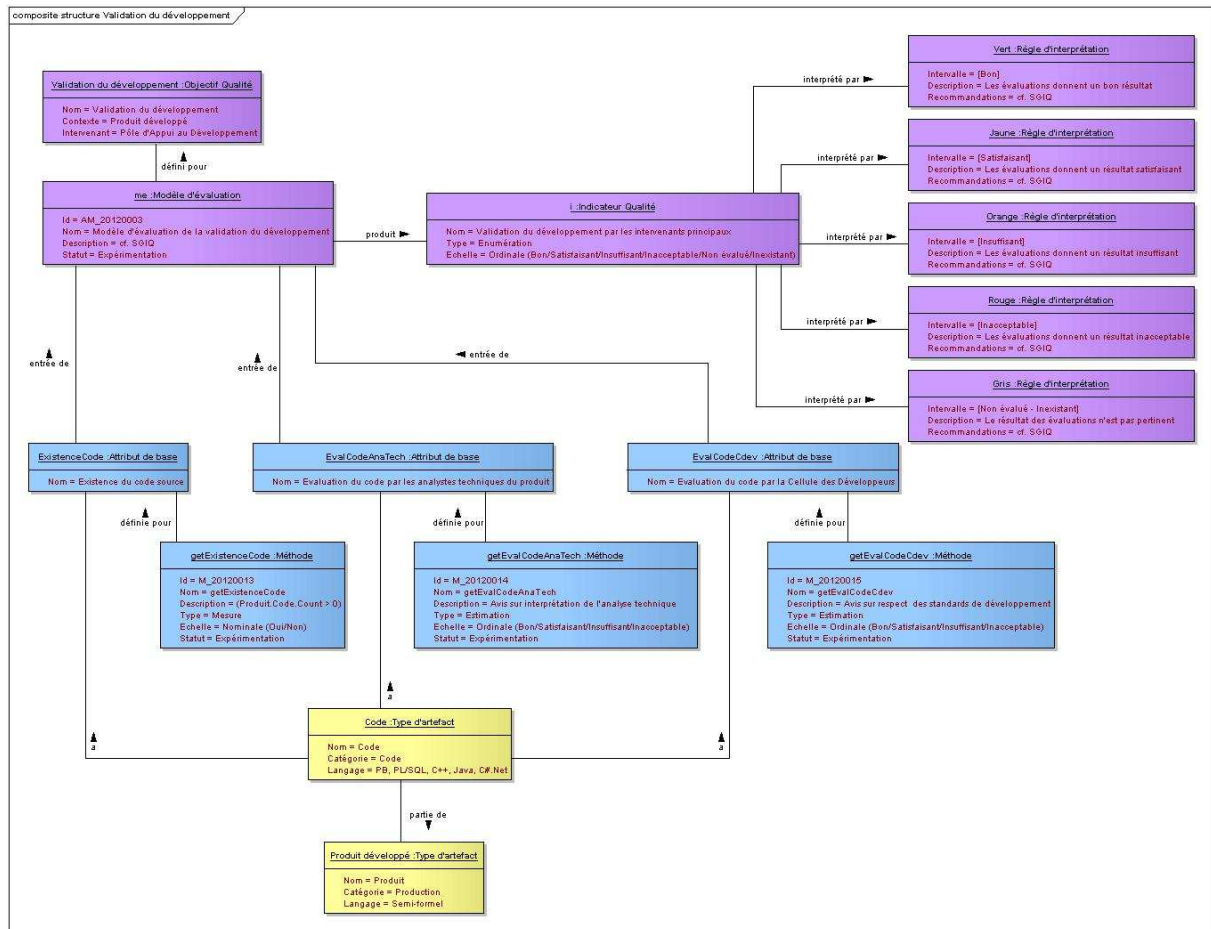 composite structure Validation du développement
Validation du développement :Objectif Qualité
Nom = Validation du développement
Contexte = Produit développé
Intervenant = Pôle d'Appui au Développement
défini pour
me :Modèle d'évaluation
Id = AM_20120003
Nom = Modèle d'évaluation de la validation du développement
Description = cf. SGIQ
Statut = Expérimentation
produit
i :Indicateur Qualité
Nom = Validation du développement par les intervenants principaux
Type = Enumération
Echelle = Ordinale (Bon/Satisfaisant/Insuffisant/Inacceptable/Non évalué/Inexistant)
interprété par
Vert :Règle d'interprétation
Intervalle = [Bon]
Description = Les évaluations donnent un bon résultat
Recommandations = cf. SGIQ
interprété par
Jaune :Règle d'interprétation
Intervalle = [Satisfaisant]
Description = Les évaluations donnent un résultat satisfaisant
Recommandations = cf. SGIQ
interprété par
Orange :Règle d'interprétation
Intervalle = [Insuffisant]
Description = Les évaluations donnent un résultat insuffisant
Recommandations = cf. SGIQ
interprété par
Rouge :Règle d'interprétation
Intervalle = [Inacceptable]
Description = Les évaluations donnent un résultat inacceptable
Recommandations = cf. SGIQ
interprété par
Gris :Règle d'interprétation
Intervalle = [Non évalué - Inexistant]
Description = Le résultat des évaluations n'est pas pertinent
Recommandations = cf. SGIQ
entrée de
entrée de
entrée de
ExistenceCode :Attribut de base
Nom = Existence du code source
EvalCodeAnaTech :Attribut de base
Nom = Evaluation du code par les analystes techniques du produit
EvalCodeCdev :Attribut de base
Nom = Evaluation du code par la Cellule des Développeurs
définie pour
définie pour
définie pour
getExistenceCode :Méthode
Id = M_20120013
Nom = getExistenceCode
Description = (Produit.Code.Count > 0)
Type = Mesure
Echelle = Nominale (Oui/Non)
Statut = Expérimentation
getEvalCodeAnaTech :Méthode
Id = M_20120014
Nom = getEvalCodeAnaTech
Description = Avis sur interprétation de l'analyse technique
Type = Estimation
Echelle = Ordinale (Bon/Satisfaisant/Insuffisant/Inacceptable)
Statut = Expérimentation
getEvalCodeCdev :Méthode
Id = M_20120015
Nom = getEvalCodeCdev
Description = Avis sur respect des standards de développement
Type = Estimation
Echelle = Ordinale (Bon/Satisfaisant/Insuffisant/Inacceptable)
Statut = Expérimentation
a
a
a
Code :Type d'artefact
Nom = Code
Catégorie = Code
Langage = PB, PL/SQL, C++, Java, C#.Net
partie de
Produit développé :Type d'artefact
Nom = Produit
Catégorie = Production
Langage = Semi-formel